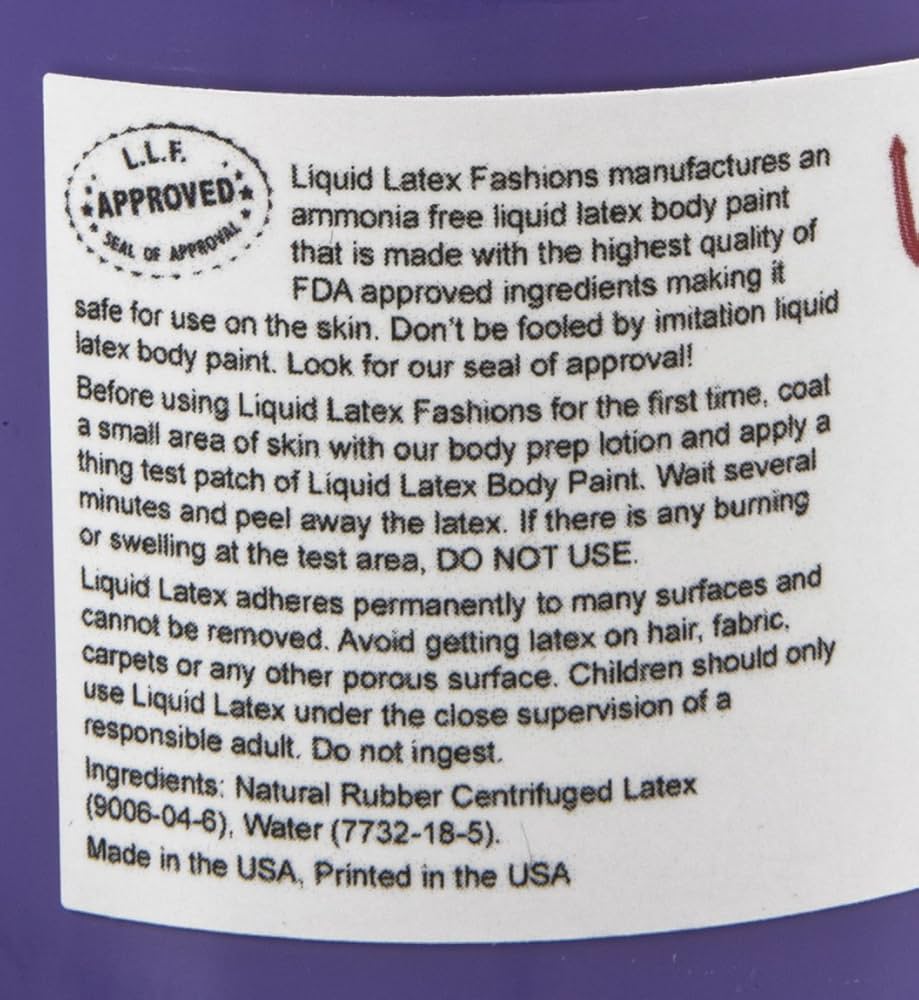 L.L.F.
APPROVED
SEAL OF APPROVAL
Liquid Latex Fashions manufactures an
ammonia free liquid latex body paint
that is made with the highest quality of
FDA approved ingredients making it
safe for use on the skin. Don't be fooled by imitation liquid
latex body paint. Look for our seal of approval!
Before using Liquid Latex Fashions for the first time, coat
a small area of skin with our body prep lotion and apply a
thing test patch of Liquid Latex Body Paint. Wait several
minutes and peel away the latex. If there is any burning
or swelling at the test area, DO NOT USE.
Liquid Latex adheres permanently to many surfaces and
cannot be removed. Avoid getting latex on hair, fabric,
carpets or any other porous surface. Children should only
use Liquid Latex under the close supervision of a
responsible adult. Do not ingest.
Ingredients: Natural Rubber Centrifuged Latex
(9006-04-6), Water (7732-18-5).
Made in the USA, Printed in the USA